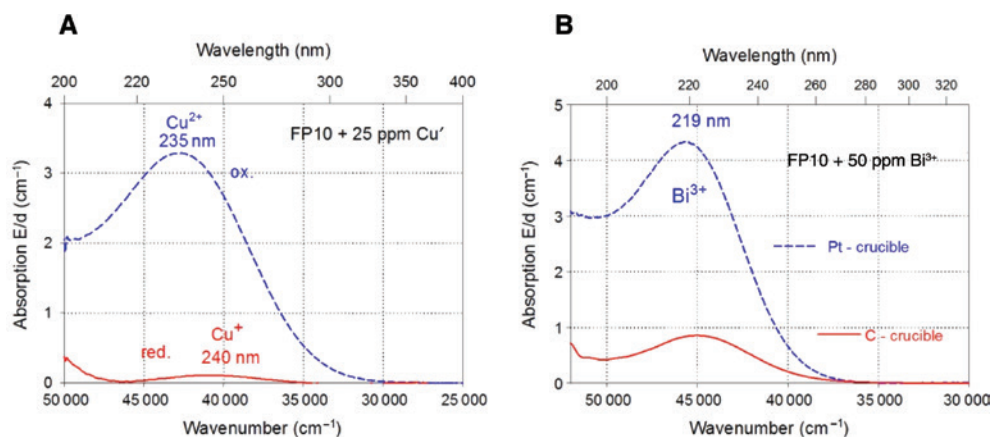 A
Wavelength (nm)
200 220 250 290 330 400
4
3
2
1
0
Absorption E/d (cm⁻¹)
Cu²⁺
235 nm
FP10 + 25 ppm Cu′
ox.
Cu⁺
red. 240 nm
50 000 45 000 40 000 35 000 30 000 25 000
Wavenumber (cm⁻¹)
B
Wavelength (nm)
200 220 240 260 280 300 320
5
4
3
2
1
0
Absorption E/d (cm⁻¹)
219 nm
FP10 + 50 ppm Bi³⁺
Bi³⁺
Pt - crucible
C - crucible
50 000 45 000 40 000 35 000 30 000
Wavenumber (cm⁻¹)